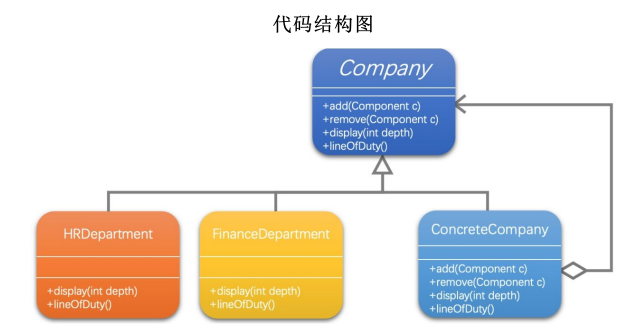 代码结构图
Company
+add(Component c)
+remove(Component c)
+display(int depth)
+lineOfDuty()
HRDepartment
+display(int depth)
+lineOfDuty()
FinanceDepartment
+display(int depth)
+lineOfDuty()
ConcreteCompany
+add(Component c)
+remove(Component c)
+display(int depth)
+lineOfDuty()